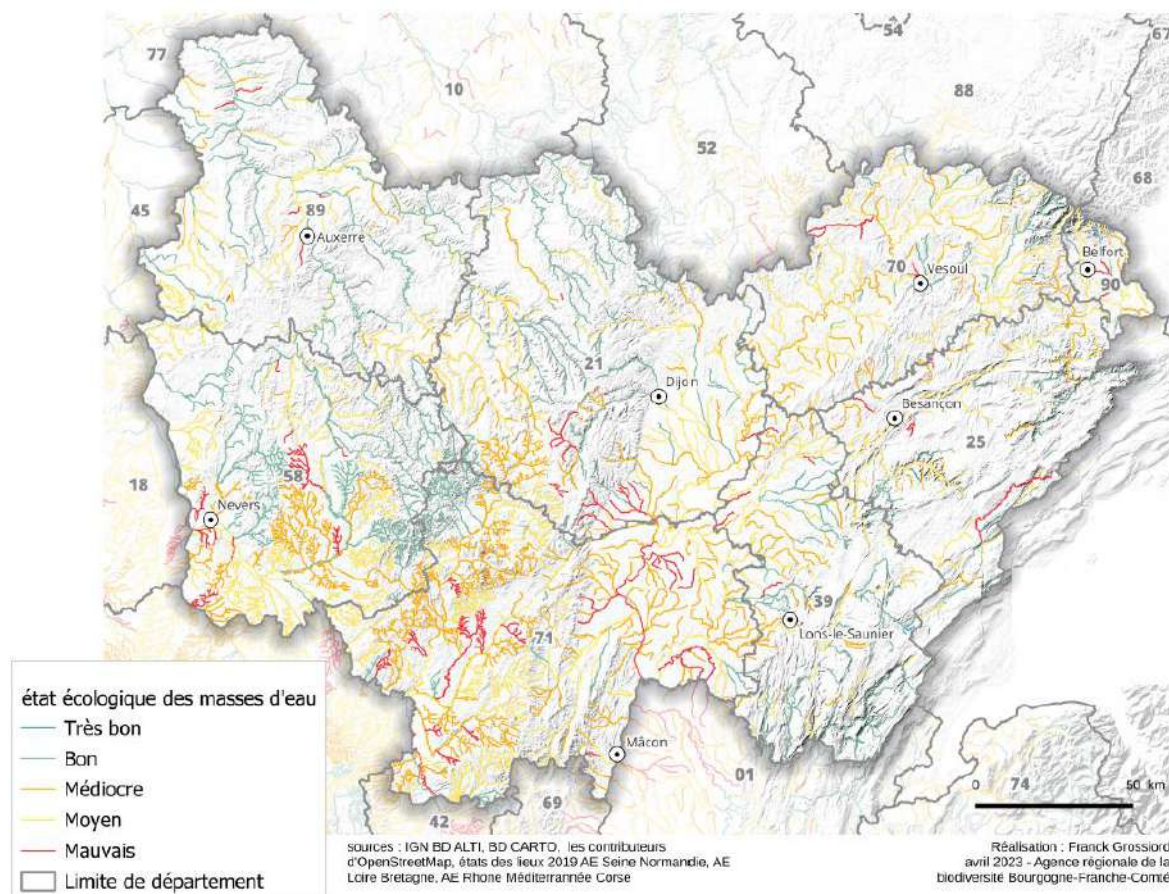 77
54
67
10
88
52
68
45
89
Auxerre
70
Vesoul
Belfort
90
21
Dijon
Besançon
25
18
58
Nevers
39
Lons-le-Saunier
71
Mâcon
01
69
42
74
0 50 km
état écologique des masses d'eau
Très bon
Bon
Médiocre
Moyen
Mauvais
Limite de département
sources : IGN BD ALTI, BD CARTO, les contributeurs
d'OpenStreetMap, états des lieux 2019 AE Seine Normandie, AE
Loire Bretagne, AE Rhone Méditerrannée Corse
Réalisation : Franck Grossiord
avril 2023 - Agence régionale de la
biodiversité Bourgogne-Franche-Comté